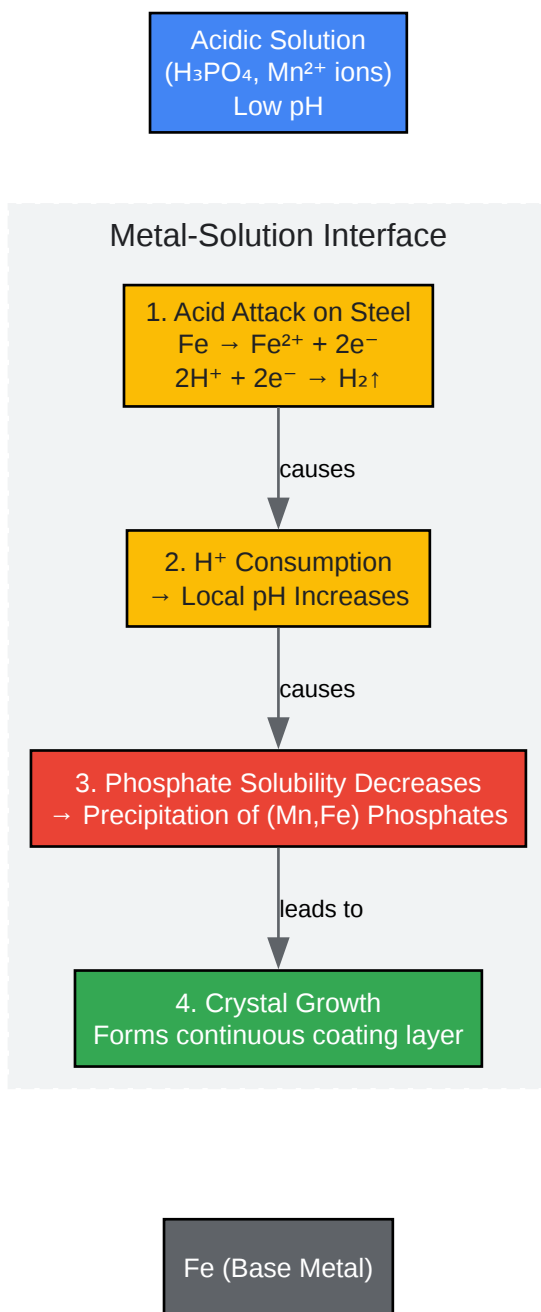 Acidic Solution
(H₃PO₄, Mn²⁺ ions)
Low pH
Metal-Solution Interface
1. Acid Attack on Steel
Fe → Fe²⁺ + 2e⁻
2H⁺ + 2e⁻ → H₂↑
causes
2. H⁺ Consumption
→ Local pH Increases
causes
3. Phosphate Solubility Decreases
→ Precipitation of (Mn,Fe) Phosphates
leads to
4. Crystal Growth
Forms continuous coating layer
Fe (Base Metal)